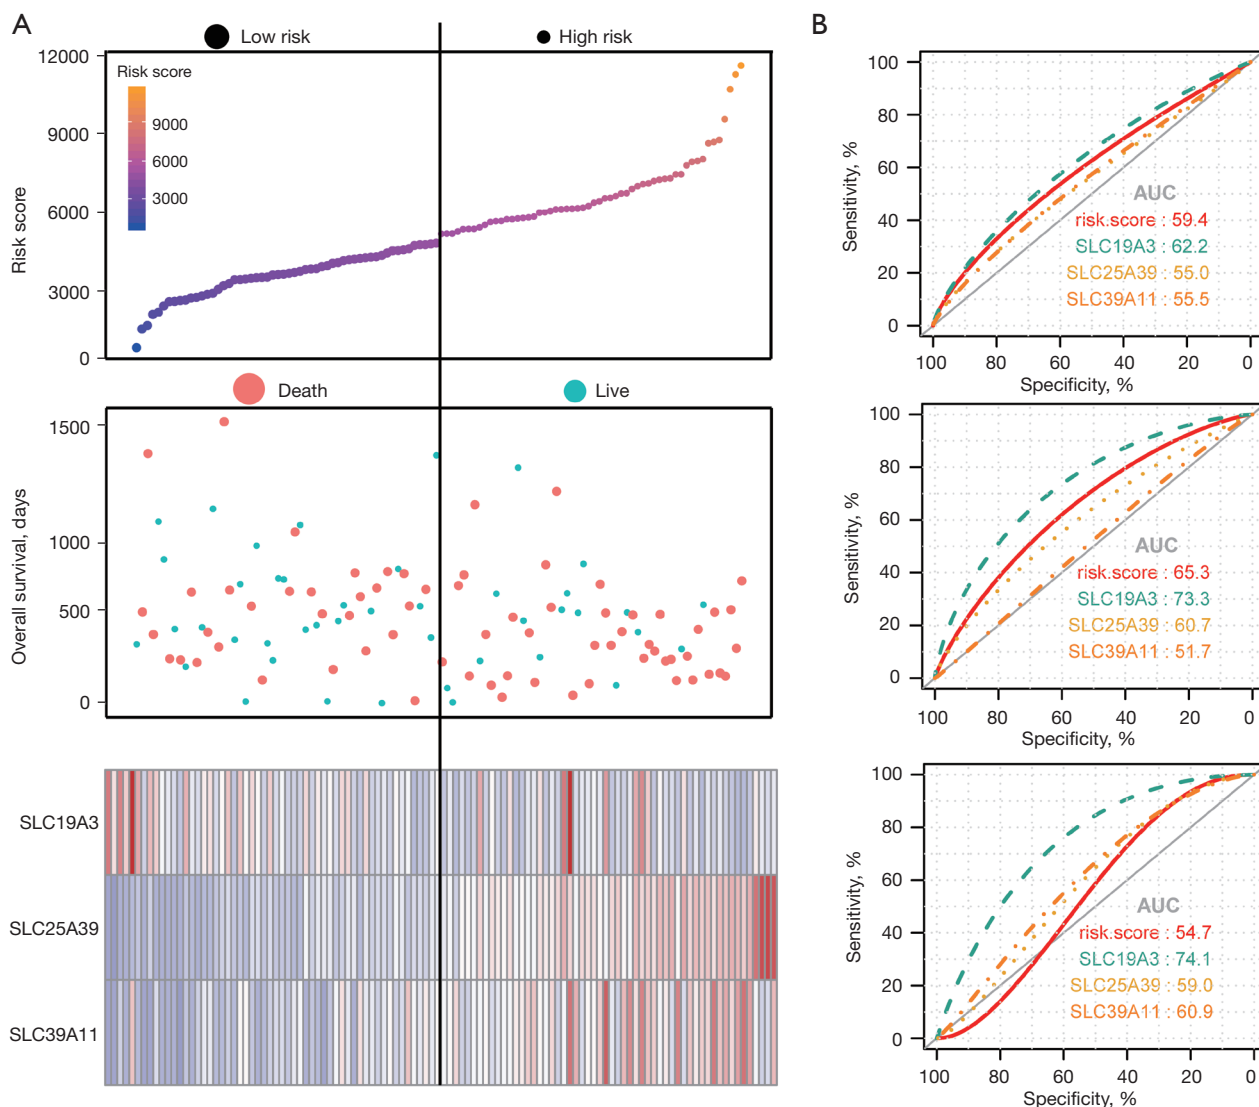 A
Low risk
High risk
12000
9000
6000
3000
0
Risk score
Risk score
9000
6000
3000
Death
Live
1500
1000
500
0
Overall survival, days
SLC19A3
SLC25A39
SLC39A11
B
100
80
60
40
20
0
Sensitivity, %
AUC
risk.score : 59.4
SLC19A3 : 62.2
SLC25A39 : 55.0
SLC39A11 : 55.5
100 80 60 40 20 0
Specificity, %
100
80
60
40
20
0
Sensitivity, %
AUC
risk.score : 65.3
SLC19A3 : 73.3
SLC25A39 : 60.7
SLC39A11 : 51.7
100 80 60 40 20 0
Specificity, %
100
80
60
40
20
0
Sensitivity, %
AUC
risk.score : 54.7
SLC19A3 : 74.1
SLC25A39 : 59.0
SLC39A11 : 60.9
100 80 60 40 20 0
Specificity, %